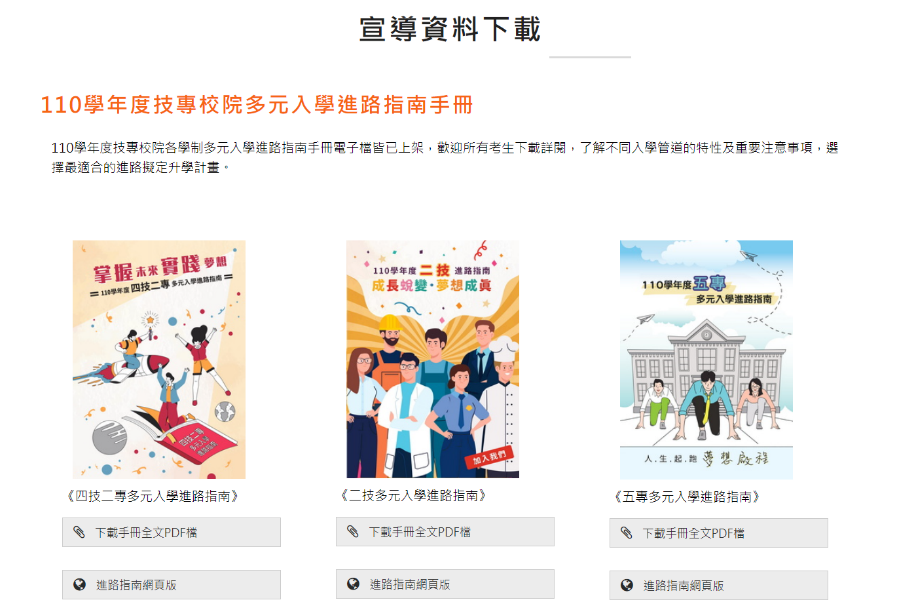 宣導資料下載
110學年度技專校院多元入學進路指南手冊
110學年度技專校院各學制多元入學進路指南手冊電子檔皆已上架，歡迎所有考生下載詳閱，了解不同入學管道的特性及重要注意事項，選
擇最適合的進路擬定升學計畫。
掌握未來實踐夢想
110學年度 四技二專 多元入學進路指南
四技二專
多元入學
進路指南
110學年度 二技 進路指南
成長蛻變·夢想成真
加入我們
110學年度 五專
多元入學進路指南
人.生.起.跑 夢想啟程
《四技二專多元入學進路指南》
《二技多元入學進路指南》
《五專多元入學進路指南》
下載手冊全文PDF檔
下載手冊全文PDF檔
下載手冊全文PDF檔
進路指南網頁版
進路指南網頁版
進路指南網頁版